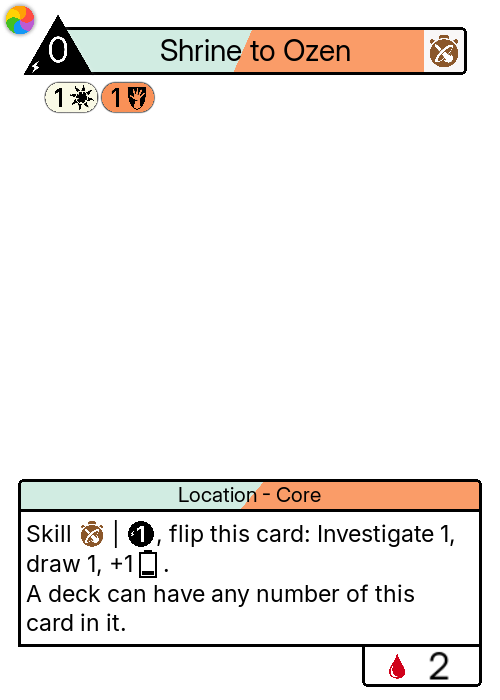 0
Shrine to Ozen
1 1
Location - Core
Skill | 1, flip this card: Investigate 1,
draw 1, +1 .
A deck can have any number of this
card in it.
2